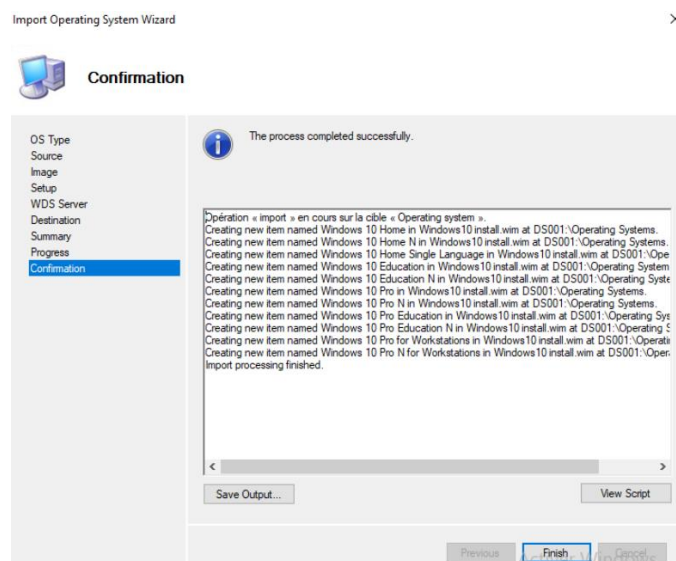 Import Operating System Wizard
Confirmation
OS Type
Source
Image
Setup
WDS Server
Destination
Summary
Progress
Confirmation
The process completed successfully.
Opération « import » en cours sur la cible « Operating system ».
Creating new item named Windows 10 Home in Windows10 install.wim at DS001:\Operating Systems.
Creating new item named Windows 10 Home N in Windows10 install.wim at DS001:\Operating Systems.
Creating new item named Windows 10 Home Single Language in Windows10 install.wim at DS001:\Ope
Creating new item named Windows 10 Education in Windows10 install.wim at DS001:\Operating System
Creating new item named Windows 10 Education N in Windows10 install.wim at DS001:\Operating Syste
Creating new item named Windows 10 Pro in Windows10 install.wim at DS001:\Operating Systems.
Creating new item named Windows 10 Pro N in Windows10 install.wim at DS001:\Operating Systems.
Creating new item named Windows 10 Pro Education in Windows10 install.wim at DS001:\Operating Sys
Creating new item named Windows 10 Pro Education N in Windows10 install.wim at DS001:\Operating S
Creating new item named Windows 10 Pro for Workstations in Windows10 install.wim at DS001:\Operati
Creating new item named Windows 10 Pro N for Workstations in Windows10 install.wim at DS001:\Oper
Import processing finished.
Save Output...
View Script
Previous
Finish
Cancel